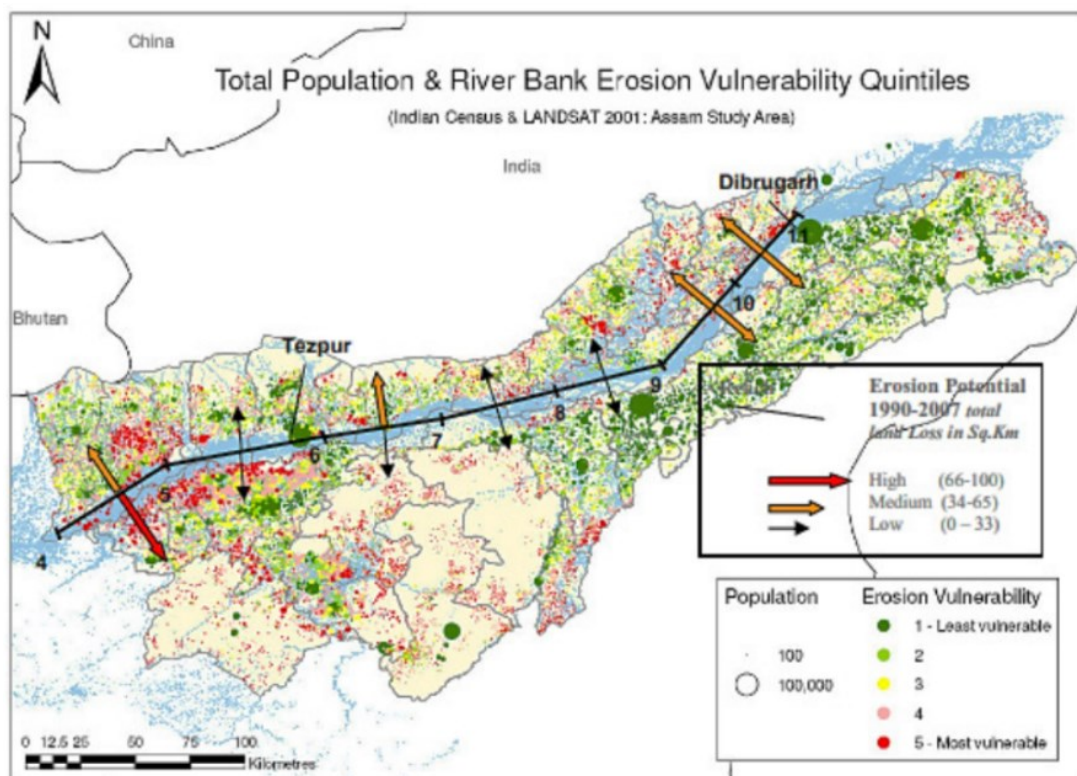 N
China
Total Population & River Bank Erosion Vulnerability Quintiles
(Indian Census & LANDSAT 2001: Assam Study Area)
India
Dibrugarh
11
10
Bhutan
Tezpur
9
8
7
6
5
4
Erosion Potential
1990-2007 total
land Loss in Sq.Km
High (66-100)
Medium (34-65)
Low (0 – 33)
Population
100
100,000
Erosion Vulnerability
1 - Least vulnerable
2
3
4
5 - Most vulnerable
0 12.5 25 50 75 100
Kilometres